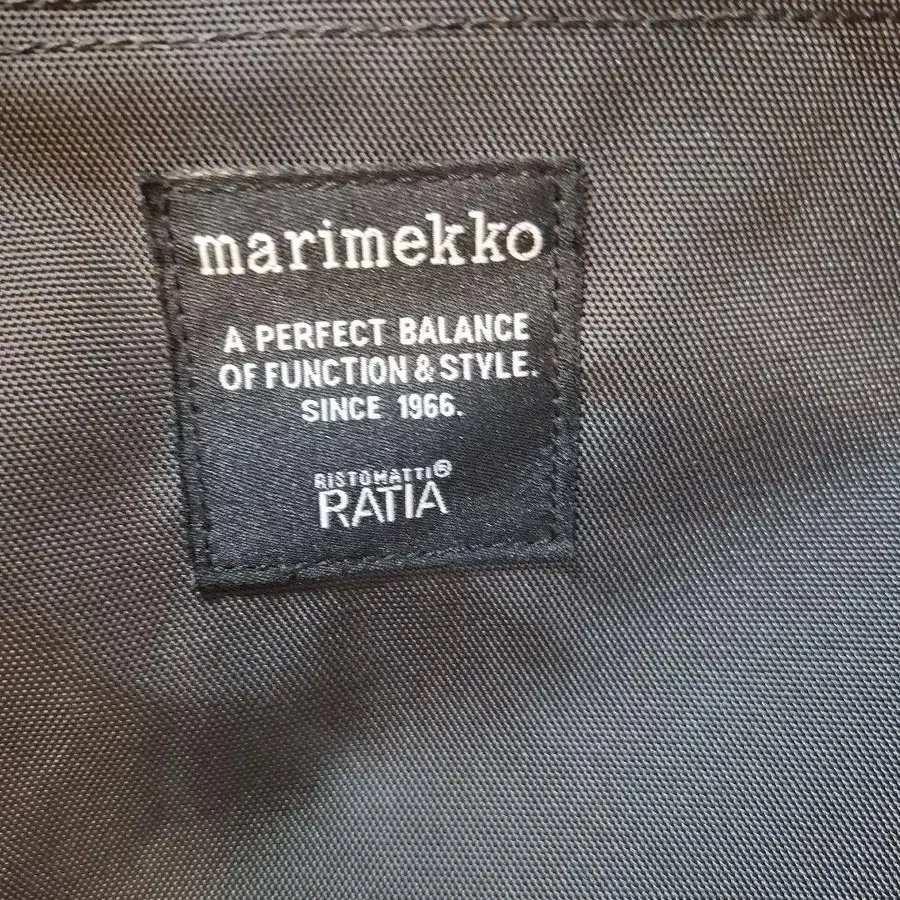 marimekko
A PERFECT BALANCE
OF FUNCTION & STYLE.
SINCE 1966.
RISTOMATTI®
RATIA